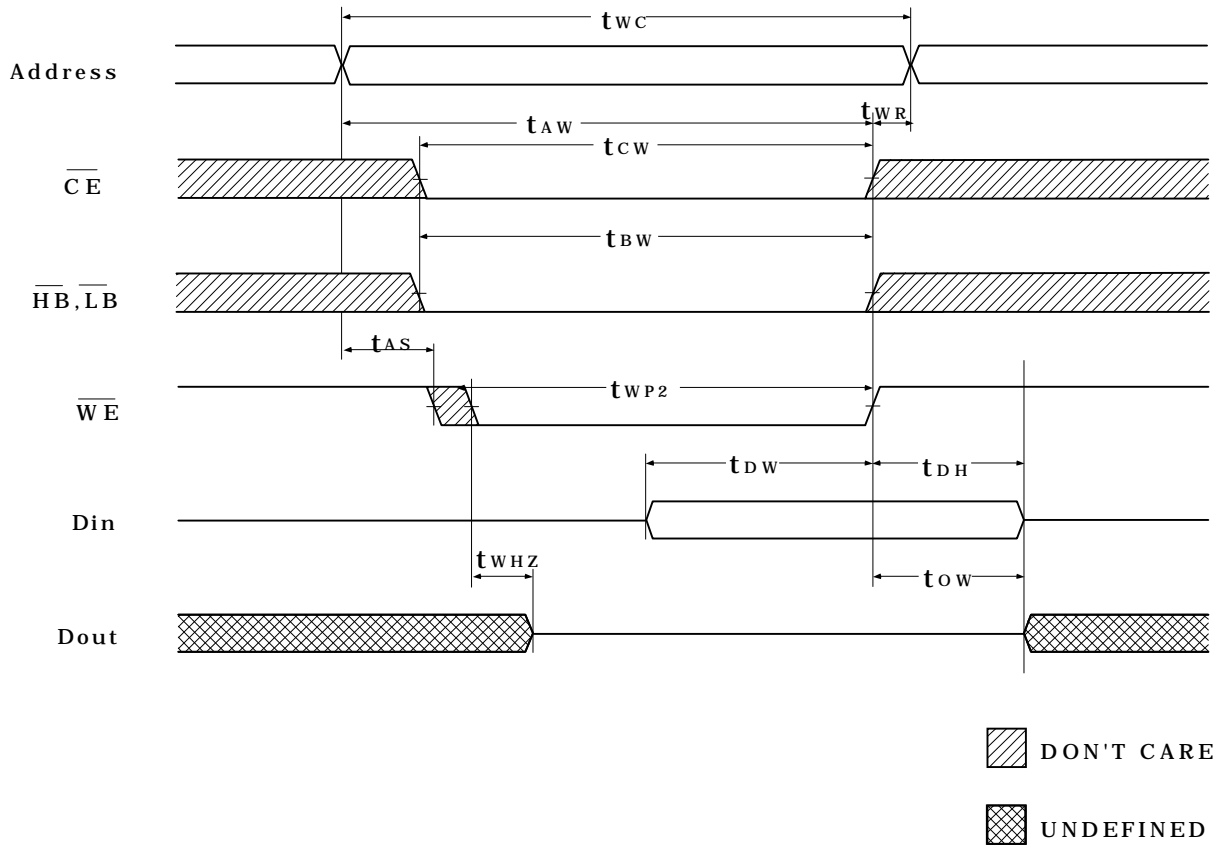 tWC
Address
tWR
tAW
tCW
CE
tBW
HB,LB
tAS
tWP2
WE
tDW
tDH
Din
tWHZ
tOW
Dout
DON'T CARE
UNDEFINED